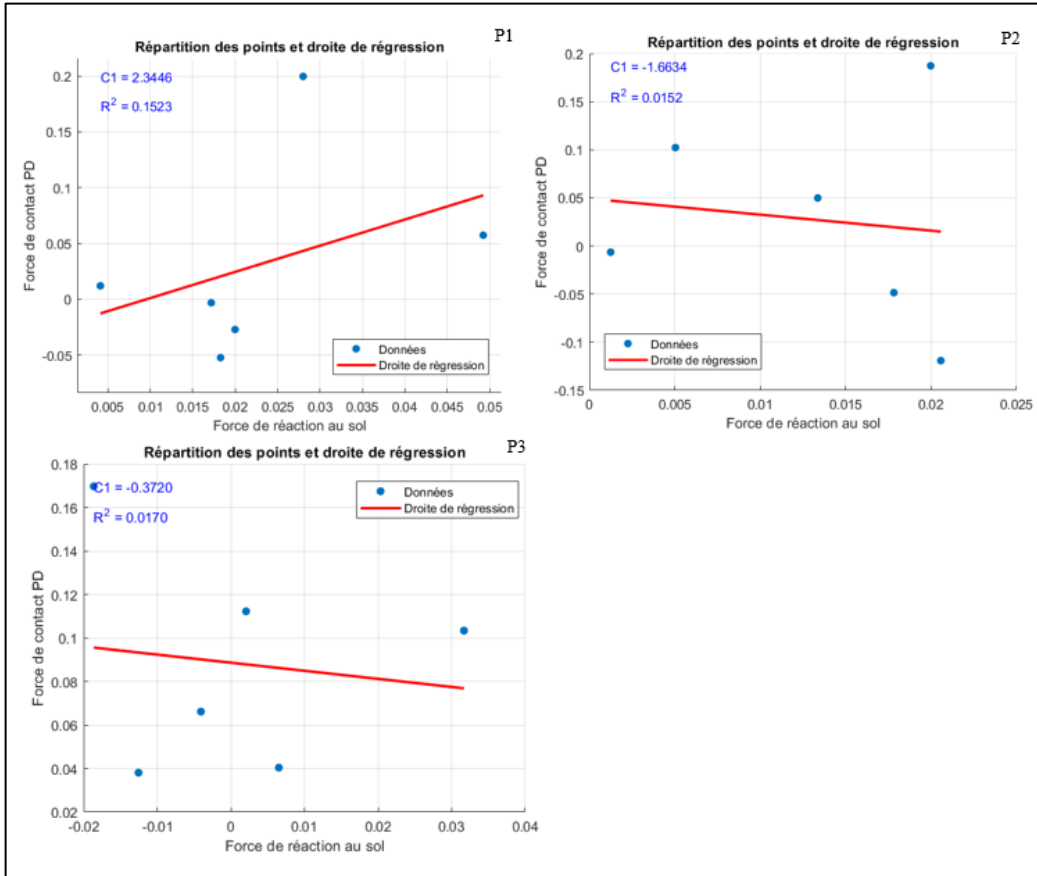 Répartition des points et droite de régression
P1
C1 = 2.3446
R² = 0.1523
Force de contact PD
0.2
0.15
0.1
0.05
0
-0.05
0.005 0.01 0.015 0.02 0.025 0.03 0.035 0.04 0.045 0.05
Force de réaction au sol
Données
Droite de régression
Répartition des points et droite de régression
P2
C1 = -1.6634
R² = 0.0152
Force de contact PD
0.2
0.15
0.1
0.05
0
-0.05
-0.1
-0.15
0 0.005 0.01 0.015 0.02 0.025
Force de réaction au sol
Données
Droite de régression
Répartition des points et droite de régression
P3
C1 = -0.3720
R² = 0.0170
Force de contact PD
0.18
0.16
0.14
0.12
0.1
0.08
0.06
0.04
0.02
-0.02 -0.01 0 0.01 0.02 0.03 0.04
Force de réaction au sol
Données
Droite de régression